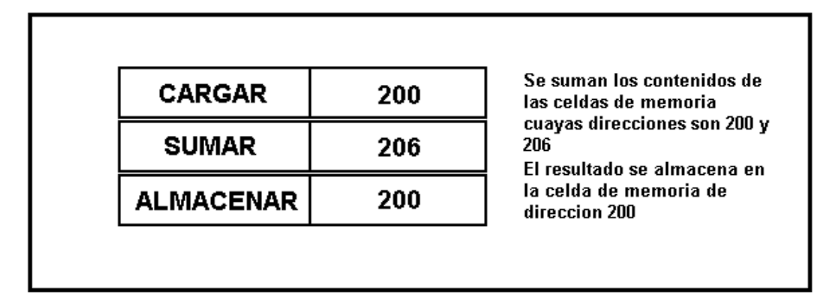 CARGAR 200
SUMAR 206
ALMACENAR 200
Se suman los contenidos de
las celdas de memoria
cuayas direcciones son 200 y
206
El resultado se almacena en
la celda de memoria de
direccion 200